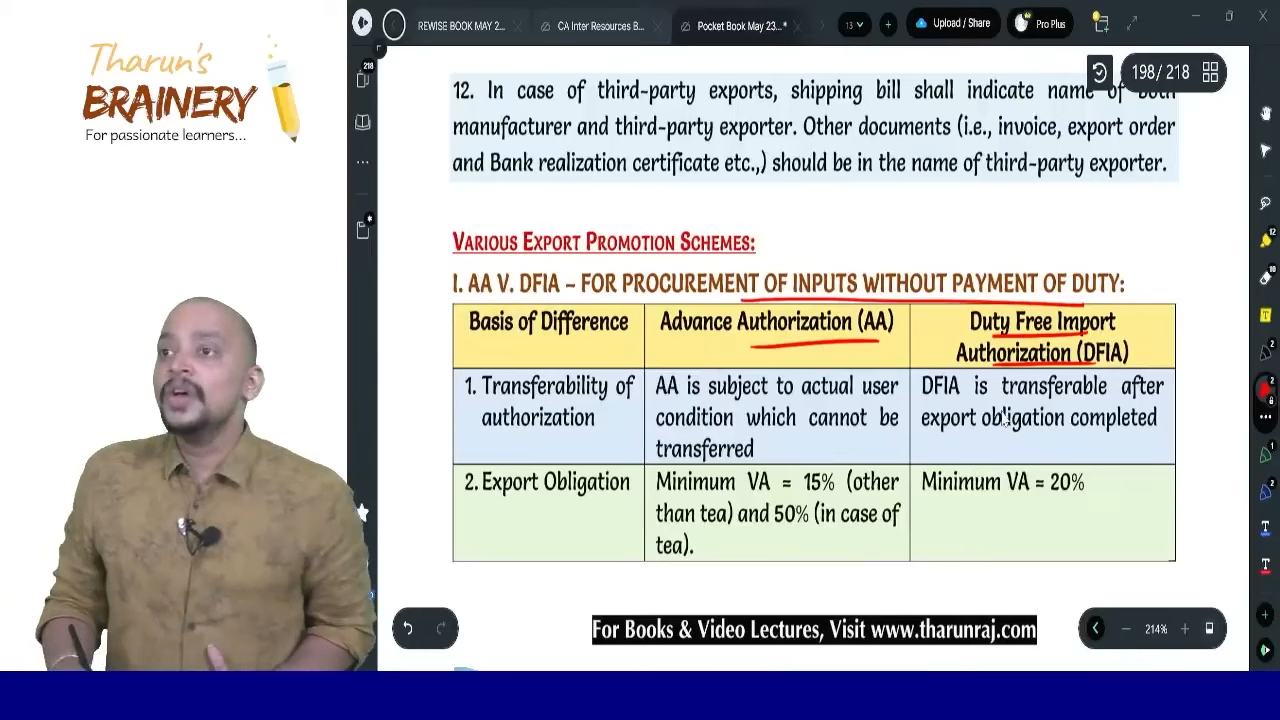 Tharun's
BRAINERY
For passionate learners...
REWISE BOOK MAY 2...
CA Inter Resources B...
Pocket Book May 23...*
13
Upload / Share
Pro Plus
218
198/218
12. In case of third-party exports, shipping bill shall indicate name of both
manufacturer and third-party exporter. Other documents (i.e., invoice, export order
and Bank realization certificate etc.,) should be in the name of third-party exporter.
VARIOUS EXPORT PROMOTION SCHEMES:
I. AA V. DFIA – FOR PROCUREMENT OF INPUTS WITHOUT PAYMENT OF DUTY:
Basis of Difference
Advance Authorization (AA)
Duty Free Import
Authorization (DFIA)
1. Transferability of
authorization
AA is subject to actual user
condition which cannot be
transferred
DFIA is transferable after
export obligation completed
2. Export Obligation
Minimum VA = 15% (other
than tea) and 50% (in case of
tea).
Minimum VA = 20%
For Books & Video Lectures, Visit www.tharunraj.com
214%